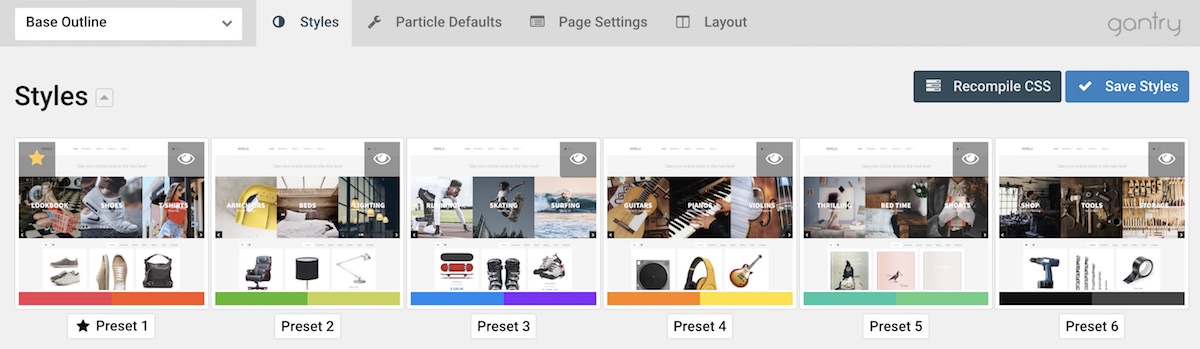 Base Outline
Styles
Particle Defaults
Page Settings
Layout
gantry
Styles
Recompile CSS
Save Styles
LOOKBOOK
SHOES
T-SHIRTS
ARMCHAIRS
BEDS
LIGHTING
RUNNING
SKATING
SURFING
GUITARS
PIANOS
VIOLINS
THRILLING
BED TIME
SHORTS
SHOP
TOOLS
STORAGE
Preset 1
Preset 2
Preset 3
Preset 4
Preset 5
Preset 6